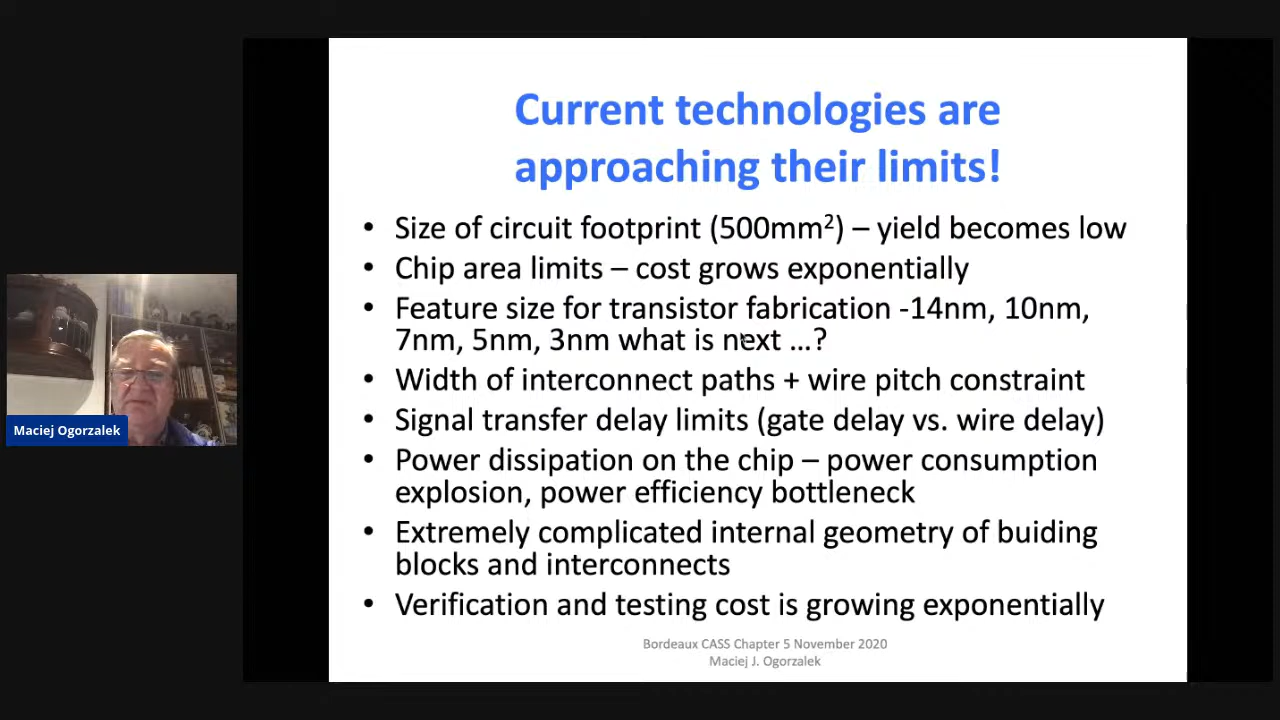 Current technologies are
approaching their limits!
• Size of circuit footprint (500mm²) – yield becomes low
• Chip area limits – cost grows exponentially
• Feature size for transistor fabrication -14nm, 10nm,
7nm, 5nm, 3nm what is next ...?
• Width of interconnect paths + wire pitch constraint
• Signal transfer delay limits (gate delay vs. wire delay)
• Power dissipation on the chip – power consumption
explosion, power efficiency bottleneck
• Extremely complicated internal geometry of buiding
blocks and interconnects
• Verification and testing cost is growing exponentially
Bordeaux CASS Chapter 5 November 2020
Maciej J. Ogorzalek
Maciej Ogorzalek